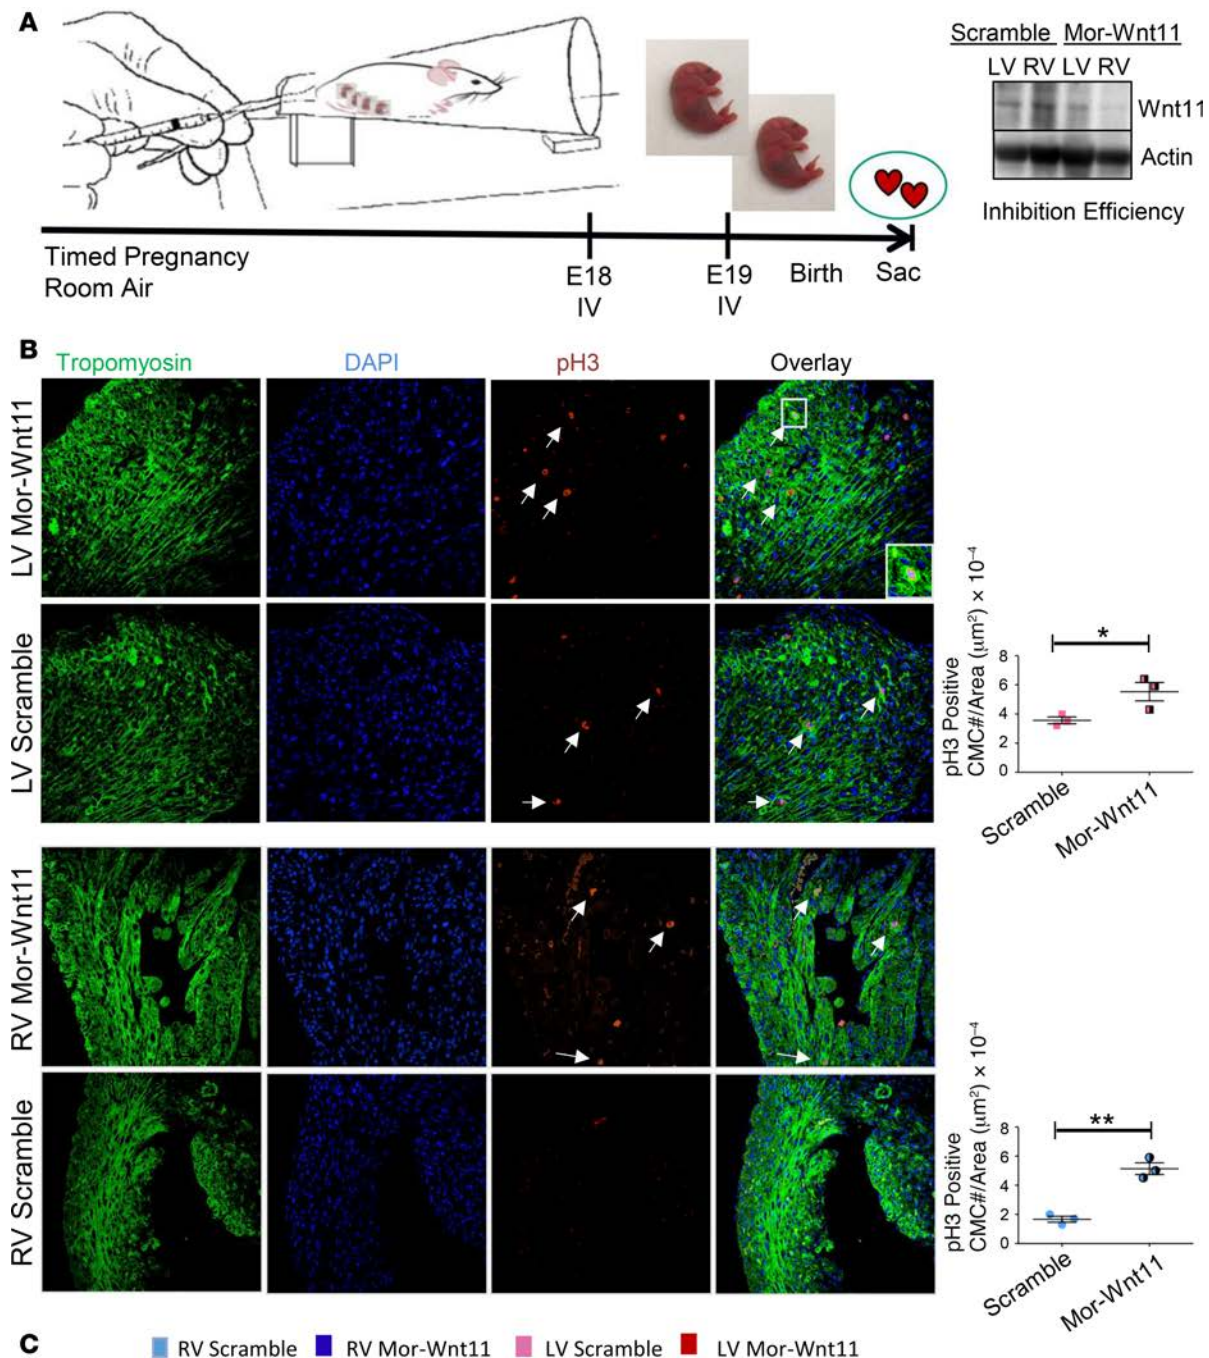 A
Scramble Mor-Wnt11
LV RV LV RV
Wnt11
Actin
Inhibition Efficiency
Timed Pregnancy
Room Air
E18
IV
E19
IV
Birth
Sac
B
Tropomyosin DAPI pH3 Overlay
LV Mor-Wnt11
LV Scramble
pH3 Positive
CMC#/Area (μm²) × 10⁻⁴
8
6
4
2
0
*
Scramble
Mor-Wnt11
RV Mor-Wnt11
RV Scramble
pH3 Positive
CMC#/Area (μm²) × 10⁻⁴
8
6
4
2
0
**
Scramble
Mor-Wnt11
C
RV Scramble RV Mor-Wnt11 LV Scramble LV Mor-Wnt11